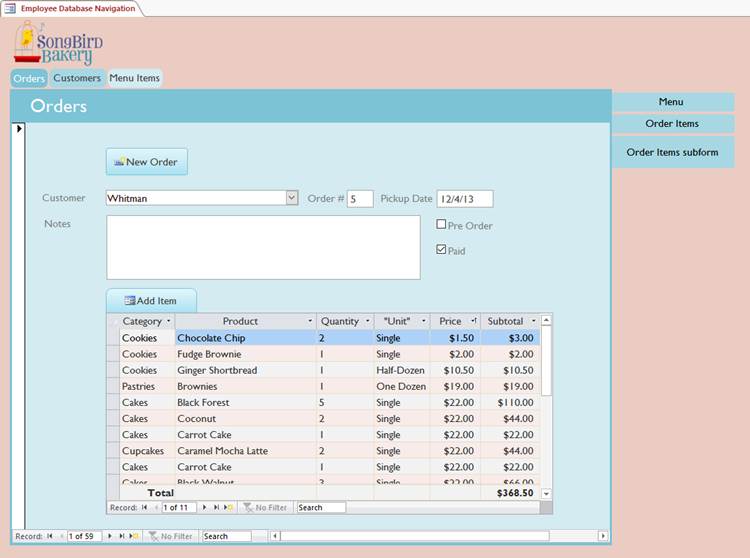 Employee Database Navigation
SongBird
Bakery
Orders Customers Menu Items
Orders
Menu
Order Items
Order Items subform
New Order
Customer Whitman Order # 5 Pickup Date 12/4/13
Notes
Pre Order
Paid
Add Item
Category Product Quantity "Unit" Price Subtotal
Cookies Chocolate Chip 2 Single $1.50 $3.00
Cookies Fudge Brownie 1 Single $2.00 $2.00
Cookies Ginger Shortbread 1 Half-Dozen $10.50 $10.50
Pastries Brownies 1 One Dozen $19.00 $19.00
Cakes Black Forest 5 Single $22.00 $110.00
Cakes Coconut 2 Single $22.00 $44.00
Cakes Carrot Cake 1 Single $22.00 $22.00
Cupcakes Caramel Mocha Latte 2 Single $22.00 $44.00
Cakes Carrot Cake 1 Single $22.00 $22.00
Cakes Black Walnut 3 Single $22.00 $66.00
Total $368.50
Record: 1 of 11 No Filter Search
Record: 1 of 59 No Filter Search